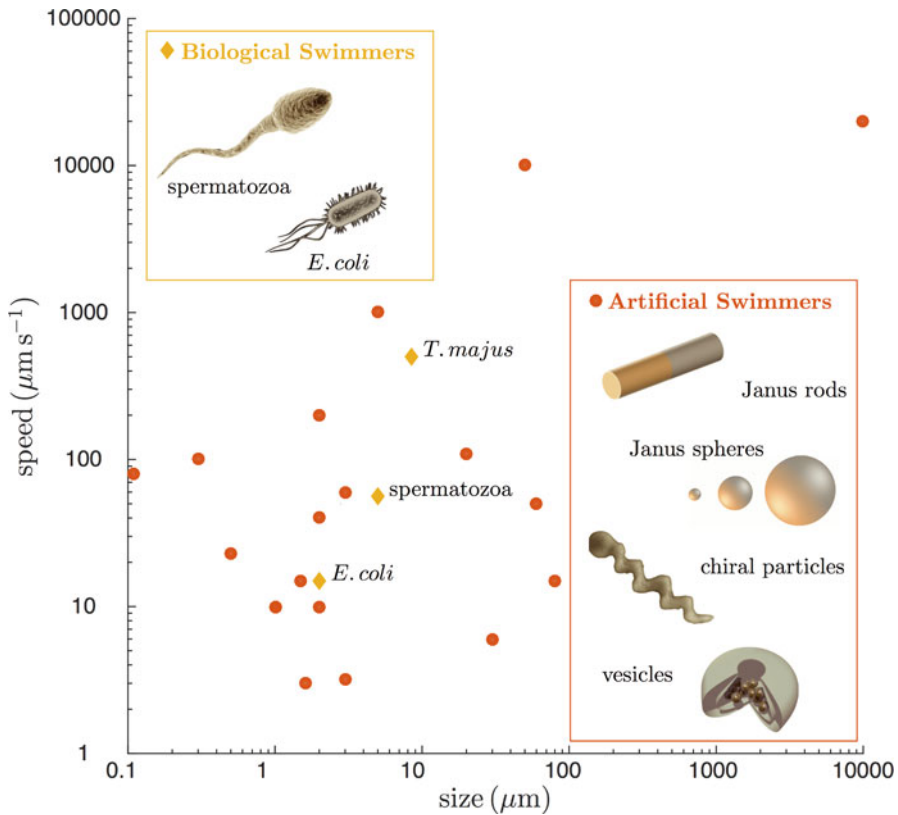 100000
10000
1000
100
10
1
speed (μm s⁻¹)
Biological Swimmers
spermatozoa
E. coli
T. majus
spermatozoa
E. coli
Artificial Swimmers
Janus rods
Janus spheres
chiral particles
vesicles
0.1 1 10 100 1000 10000
size (μm)